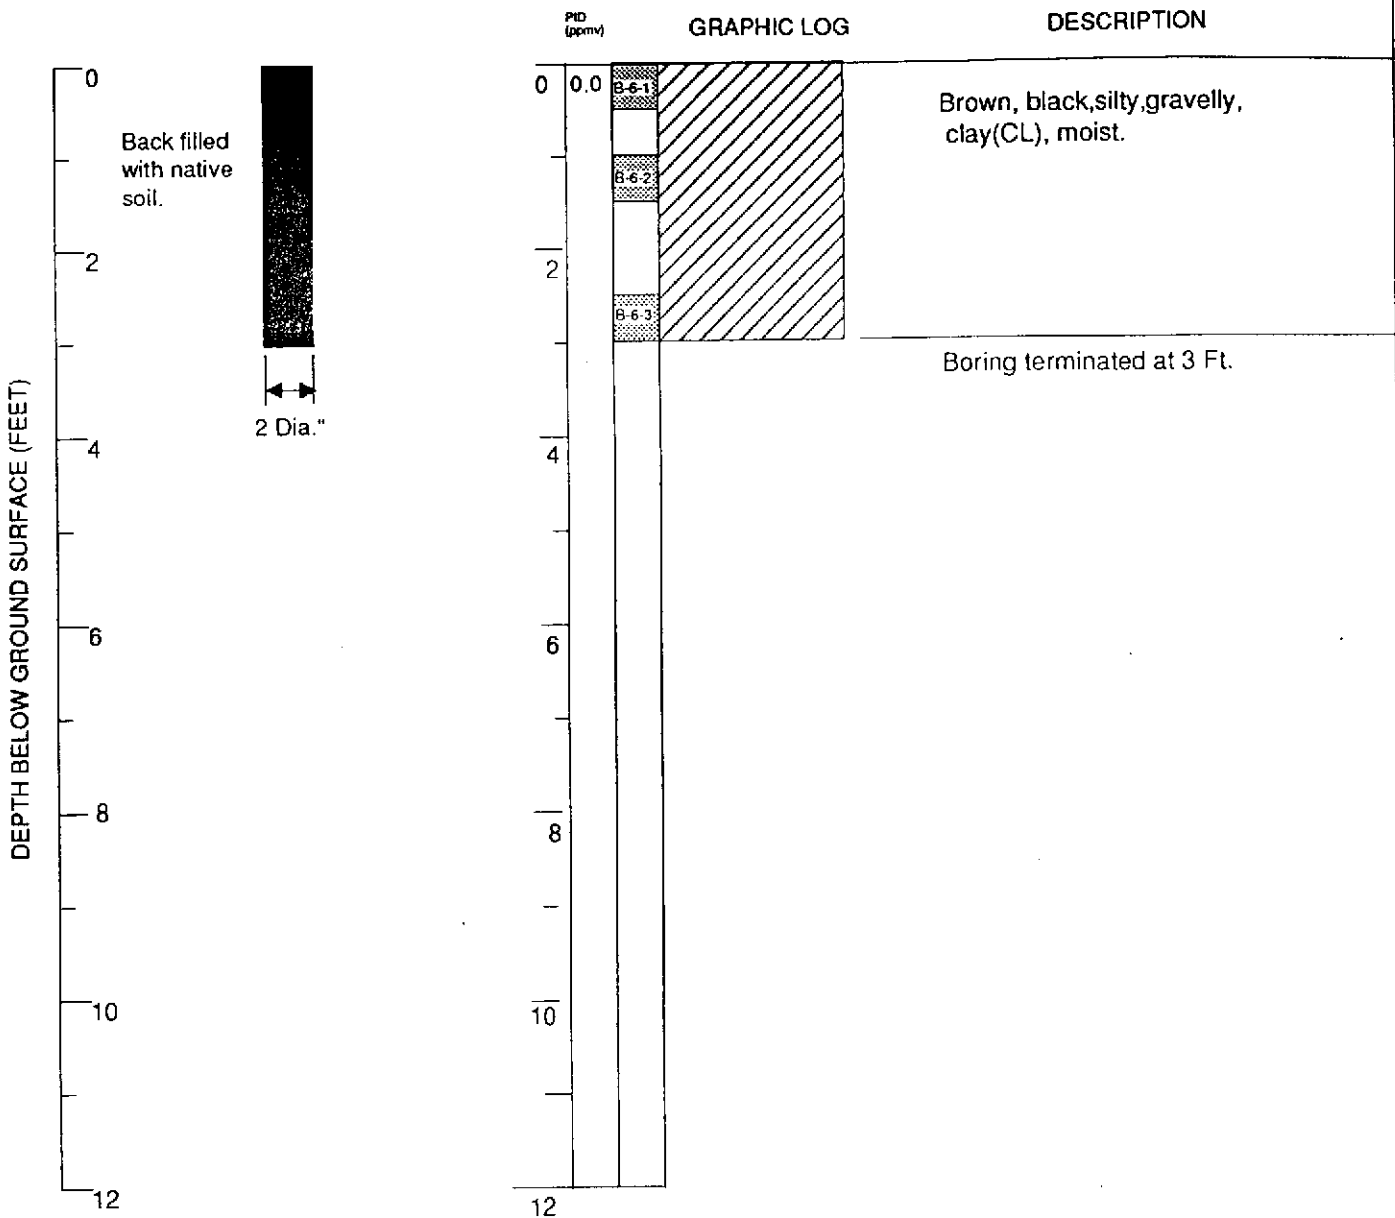 PID
(ppmv)
GRAPHIC LOG
DESCRIPTION
0
Back filled
with native
soil.
2
2 Dia."
4
6
8
10
12
DEPTH BELOW GROUND SURFACE (FEET)
0
0.0
B-6-1
B-6-2
2
B-6-3
4
6
8
10
12
Brown, black,silty,gravelly,
clay(CL), moist.
Boring terminated at 3 Ft.